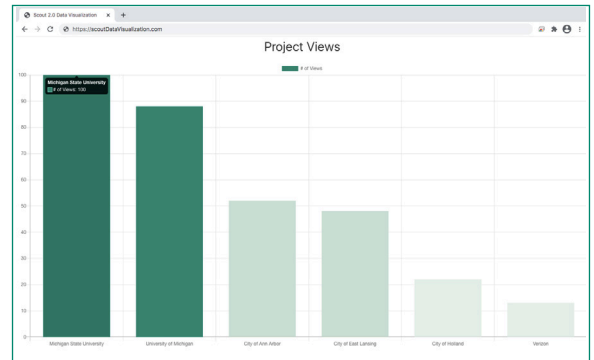 Scout 2.0 Data Visualization
https://scoutDataVisualization.com
Project Views
# of Views
100
Michigan State University
# of Views: 100
90
80
70
60
50
40
30
20
10
0
Michigan State University University of Michigan City of Ann Arbor City of East Lansing City of Holland Version